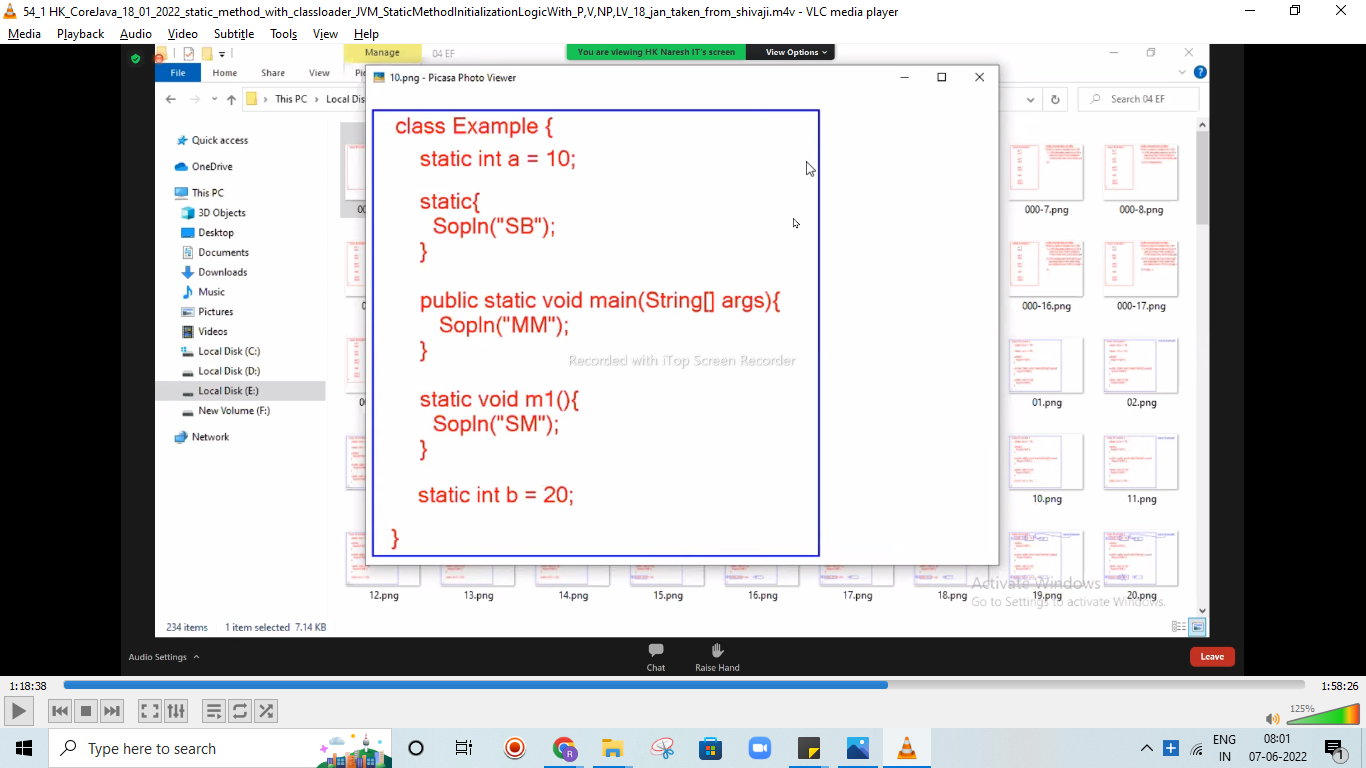 54_1 HK_CoreJava_18_01_2022_static_method_with_classloader_JVM_StaticMethodInitializationLogicWith_P,V,NP,LV_18_jan_taken_from_shivaji.m4v - VLC media player
Media Playback Audio Video Subtitle Tools View Help
Manage 04 EF You are viewing HK Naresh IT's screen View Options
File Home Share View
10.png - Picasa Photo Viewer
This PC Local Dis
Search 04 EF
Quick access
OneDrive
This PC
3D Objects
Desktop
Documents
Downloads
Music
Pictures
Videos
Local Disk (C:)
Local Disk (D:)
Local Disk (E:)
New Volume (F:)
Network
class Example {
static int a = 10;
static{
Sopln("SB");
}
public static void main(String[] args){
Sopln("MM");
}
Recorded with iTop Screen Recorder
static void m1(){
Sopln("SM");
}
static int b = 20;
}
000-7.png 000-8.png
000-16.png 000-17.png
01.png 02.png
10.png 11.png
12.png 13.png 14.png 15.png 16.png 17.png 18.png 19.png 20.png
Activate Windows
Go to Settings to activate Windows.
234 items 1 item selected 7.14 KB
Audio Settings Chat Raise Hand Leave
1:18:38 1:58:26
125%
Type here to search
ENG
IN
08:01
07-06-2022
1